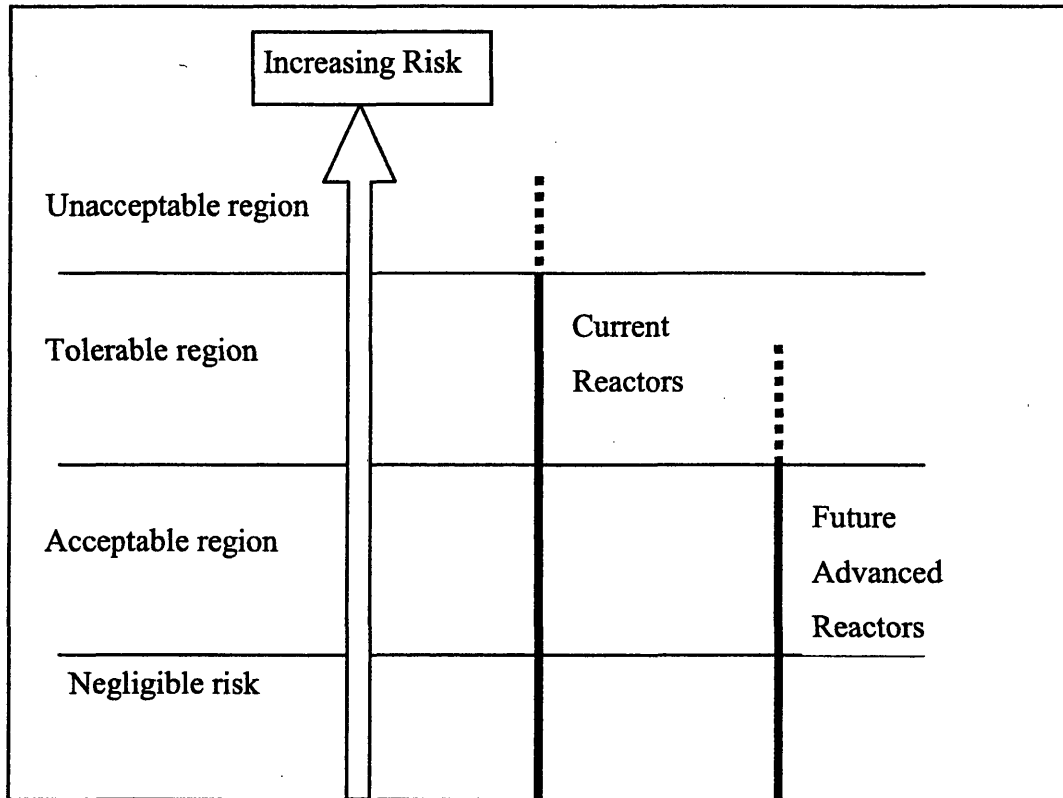 Increasing Risk
Unacceptable region
Tolerable region
Current
Reactors
Acceptable region
Future
Advanced
Reactors
Negligible risk